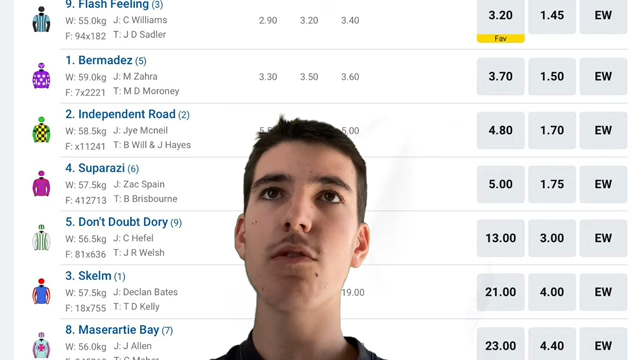 9. Flash Feeling (3)
W: 55.0kg J: C Williams 2.90 3.20 3.40 3.20 1.45 EW
F: 94x182 T: J D Sadler Fav
1. Bermadez (5)
W: 59.0kg J: M Zahra 3.30 3.50 3.60 3.70 1.50 EW
F: 7x2221 T: M D Moroney
2. Independent Road (2)
W: 58.5kg J: Jye Mcneil 5.00 4.80 1.70 EW
F: x11241 T: B Will & J Hayes
4. Suparazi (6)
W: 57.5kg J: Zac Spain 5.00 1.75 EW
F: 412713 T: B Brisbourne
5. Don't Doubt Dory (9)
W: 56.5kg J: C Hefel 13.00 3.00 EW
F: 81x636 T: J R Welsh
3. Skelm (1)
W: 57.5kg J: Declan Bates 19.00 21.00 4.00 EW
F: 18x755 T: T D Kelly
8. Maserartie Bay (7)
W: 56.0kg J: J Allen 23.00 4.40 EW